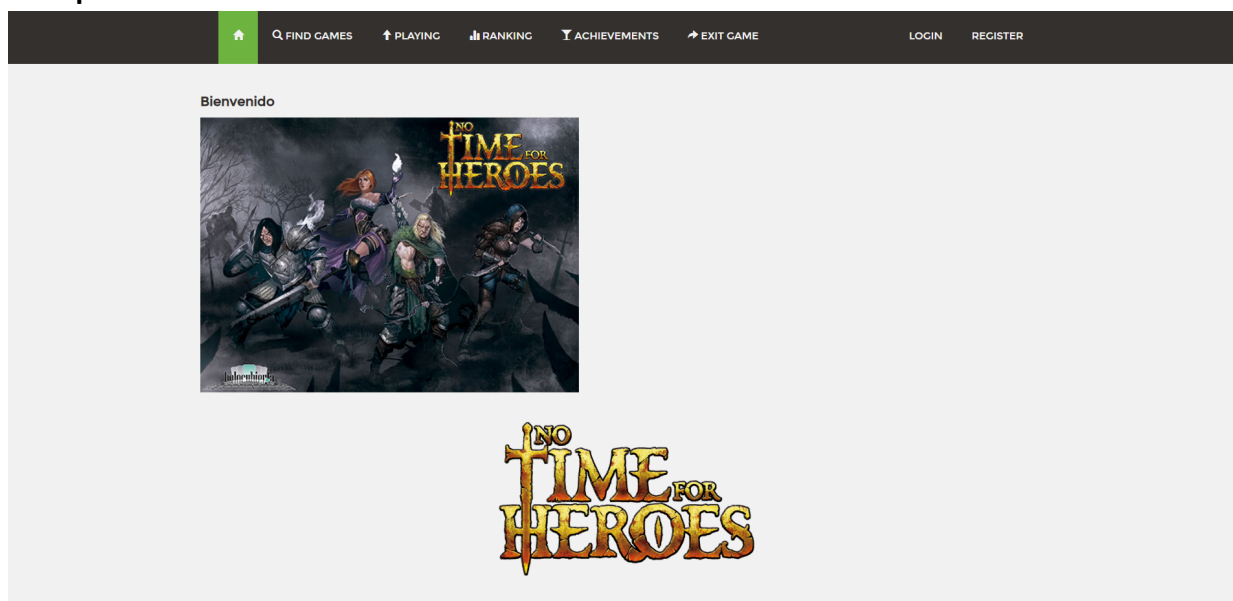 FIND GAMES PLAYING RANKING ACHIEVEMENTS EXIT GAME LOGIN REGISTER
Bienvenido
NO
TIME FOR
HEROES
NO
TIME FOR
HEROES